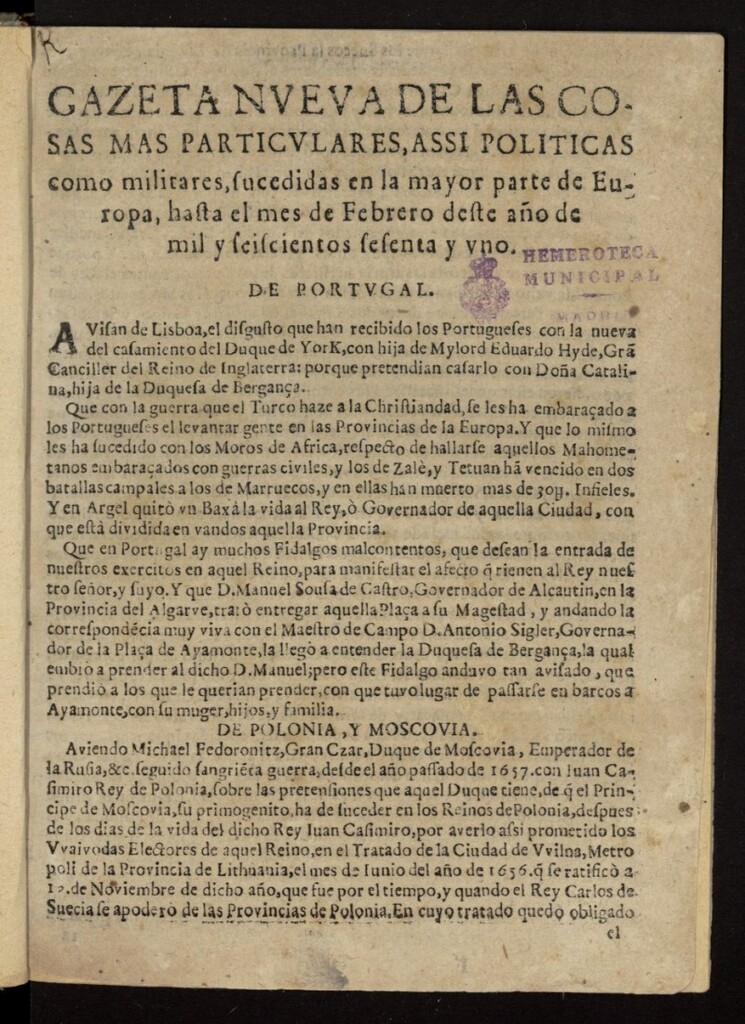 K
GAZETA NVEVA DE LAS CO-
SAS MAS PARTICVLARES, ASSI POLITICAS
como militares, ſucedidas en la mayor parte de Eu-
ropa, haſta el mes de Febrero deſte año de
mil y ſeiſcientos ſeſenta y vno.
HEMEROTECA
MUNICIPAL
MADRID
DE PORTVGAL.
AViſan de Lisboa, el diſguſto que han recibido los Portugueſes con la nueva
del caſamiento del Duque de YorK, con hija de Mylord Eduardo Hyde, Grã
Canciller del Reino de Inglaterra: porque pretendian caſarlo con Doña Catali-
na, hija de la Duqueſa de Bergança.
Que con la guerra que el Turco haze a la Chriſtiandad, ſe les ha embaraçado a
los Portugueſes el levantar gente en las Provincias de la Europa. Y que lo miſmo
les ha ſucedido con los Moros de Africa, reſpecto de hallarſe aquellos Mahome-
tanos embaraçados con guerras civiles, y los de Zalè, y Tetuan hã vencido en dos
batallas campales a los de Marruecos, y en ellas han muerto mas de 30y. Infieles.
Y en Argel quitò vn Baxà la vida al Rey, ò Governador de aquella Ciudad, con
que eſtà dividida en vandos aquella Provincia.
Que en Portugal ay muchos Fidalgos malcontentos, que deſean la entrada de
nueſtros exercitos en aquel Reino, para manifeſtar el afecto q̃ tienen al Rey nueſ
tro ſeñor, y ſuyo. Y que D. Manuel Souſa de Caſtro, Governador de Alcautin, en la
Provincia del Algarve, tratò entregar aquella Plaça a ſu Mageſtad, y andando la
correſpondẽcia muy viva con el Maeſtro de Campo D. Antonio Sigler, Governa-
dor de la Plaça de Ayamonte, la llegò a entender la Duqueſa de Bergança, la qual
embiò a prender al dicho D. Manuel; pero eſte Fidalgo anduvo tan aviſado, que
prendiò a los que le querian prender, con que tuvo lugar de paſſarſe en barcos a
Ayamonte, con ſu muger, hijos, y familia.
DE POLONIA, Y MOSCOVIA.
Aviendo Michael Fedoronitz, Gran Czar, Duque de Moſcovia, Emperador de
la Ruſia, &c. ſeguido ſangriẽta guerra, deſde el año paſſado de 1657. con Iuan Ca-
ſimiro Rey de Polonia, ſobre las pretenſiones que aquel Duque tiene, de q̃ el Prin-
cipe de Moſcovia, ſu primogenito, ha de ſuceder en los Reinos de Polonia, deſpues
de los dias de la vida del dicho Rey Iuan Caſimiro, por averlo aſsi prometido los
Vvaivodas Electores de aquel Reino, en el Tratado de la Ciudad de Vvilna, Metro
poli de la Provincia de Lithuania, el mes de Iunio del año de 1656. q̃ ſe ratificò a
de Noviembre de dicho año, que fue por el tiempo, y quando el Rey Carlos de
Suecia ſe apoderò de las Provincias de Polonia. En cuyo tratado quedò obligado
el